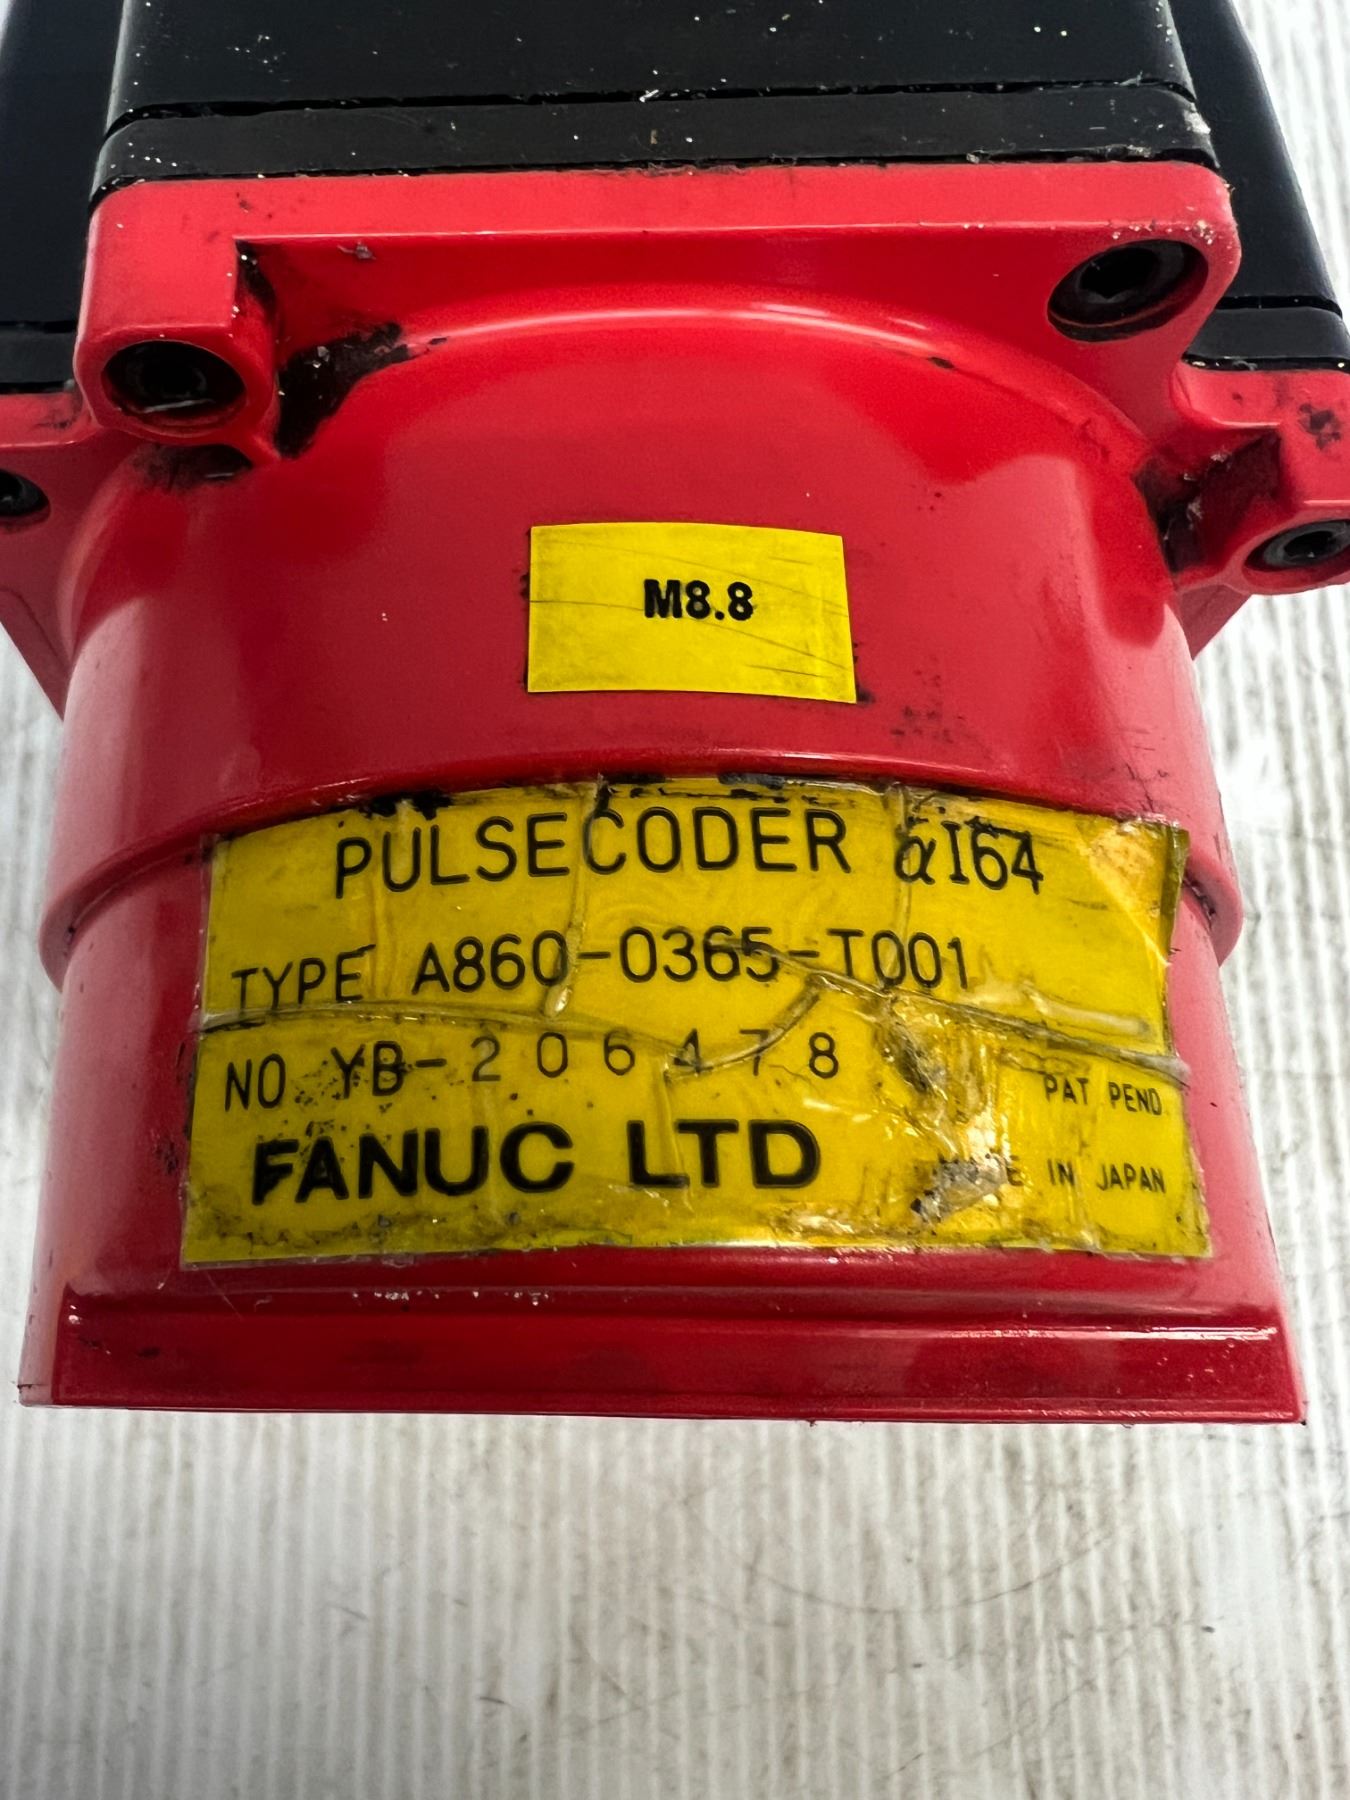 M8.8
PULSECODER αI64
TYPE A860-0365-T001
NO YB-206478
PAT PEND
FANUC LTD
IN JAPAN